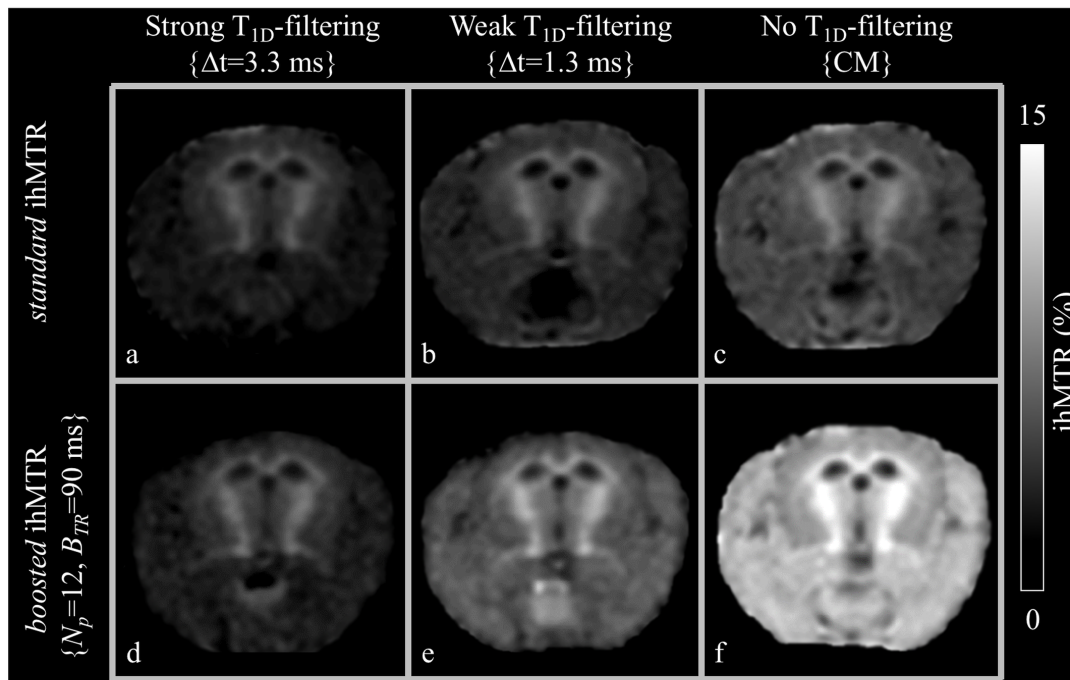 Strong T1D-filtering
{Δt=3.3 ms}
Weak T1D-filtering
{Δt=1.3 ms}
No T1D-filtering
{CM}
standard ihMTR
a
b
c
15
ihMTR (%)
0
boosted ihMTR
{Np=12, BTR=90 ms}
d
e
f